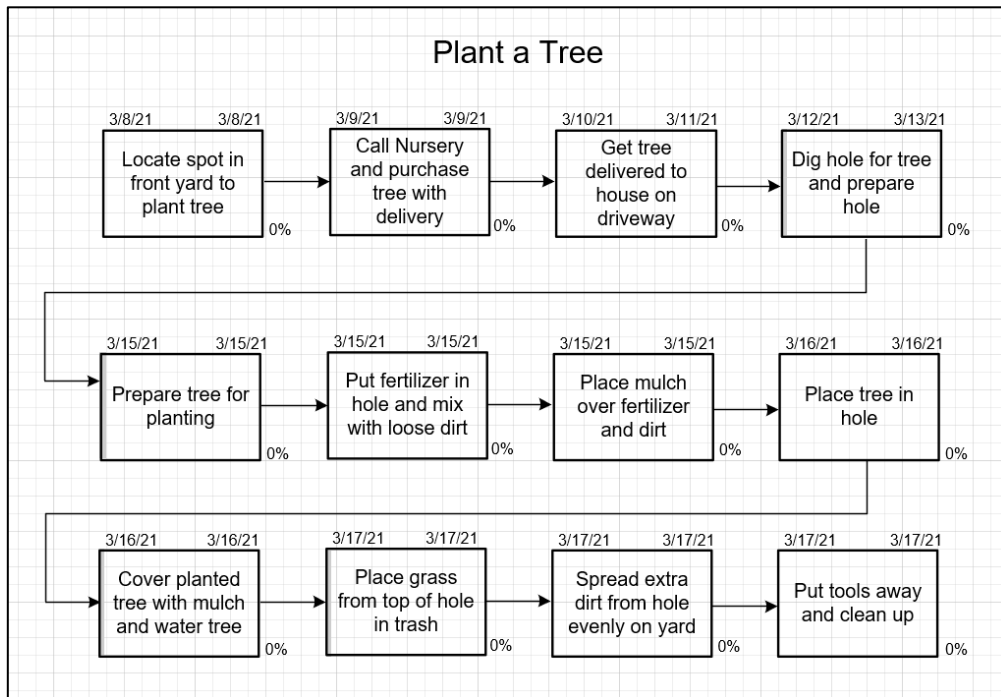 Plant a Tree
3/8/21 3/8/21
Locate spot in
front yard to
plant tree
0%
3/9/21 3/9/21
Call Nursery
and purchase
tree with
delivery
0%
3/10/21 3/11/21
Get tree
delivered to
house on
driveway
0%
3/12/21 3/13/21
Dig hole for tree
and prepare
hole
0%
3/15/21 3/15/21
Prepare tree for
planting
0%
3/15/21 3/15/21
Put fertilizer in
hole and mix
with loose dirt
0%
3/15/21 3/15/21
Place mulch
over fertilizer
and dirt
0%
3/16/21 3/16/21
Place tree in
hole
0%
3/16/21 3/16/21
Cover planted
tree with mulch
and water tree
0%
3/17/21 3/17/21
Place grass
from top of hole
in trash
0%
3/17/21 3/17/21
Spread extra
dirt from hole
evenly on yard
0%
3/17/21 3/17/21
Put tools away
and clean up
0%